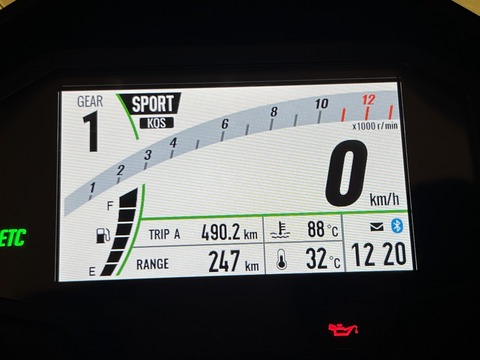 GEAR
1
SPORT
KQS
1 2 3 4 6 8 10 12
x1000 r/min
0 km/h
F
E
ETC
TRIP A 490.2 km
RANGE 247 km
88 °C
32 °C
12 20